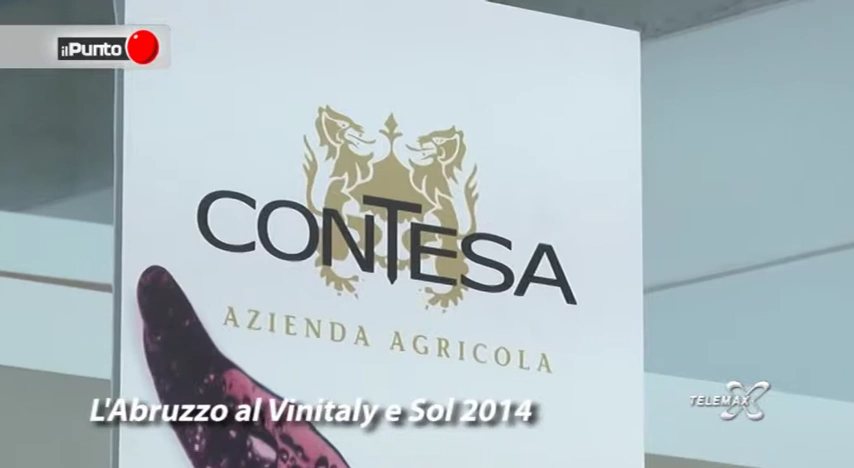 ilPunto
CONTESA
AZIENDA AGRICOLA
L'Abruzzo al Vinitaly e Sol 2014
TELEMAX